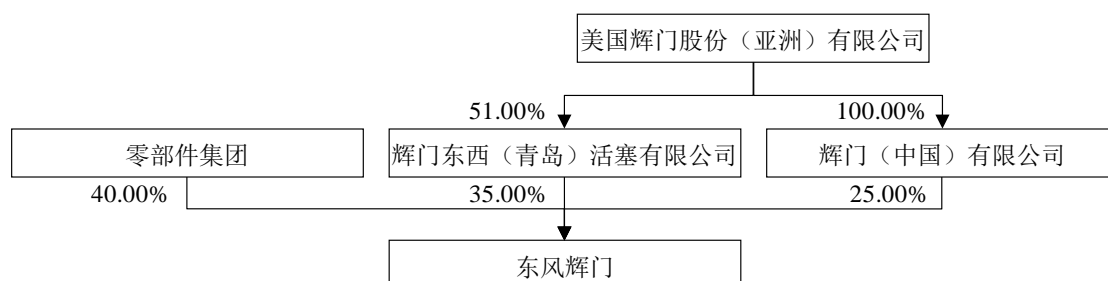 美国辉门股份（亚洲）有限公司
51.00%
100.00%
零部件集团
辉门东西（青岛）活塞有限公司
辉门（中国）有限公司
40.00%
35.00%
25.00%
东风辉门